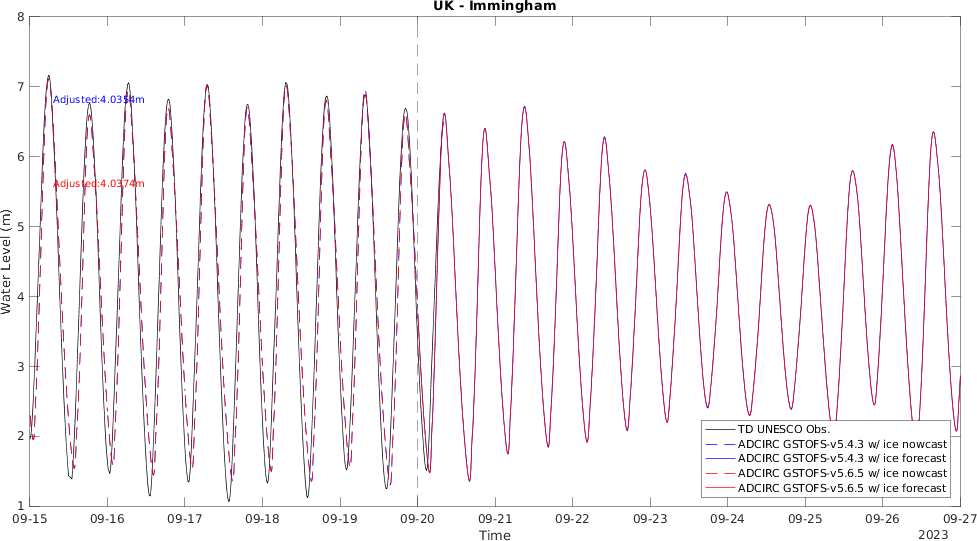 UK - Immingham
8
7
6
5
4
3
2
1
Water Level (m)
Adjusted:4.0354m
Adjusted:4.0374m
TD UNESCO Obs.
ADCIRC GSTOFS-v5.4.3 w/ ice nowcast
ADCIRC GSTOFS-v5.4.3 w/ ice forecast
ADCIRC GSTOFS-v5.6.5 w/ ice nowcast
ADCIRC GSTOFS-v5.6.5 w/ ice forecast
09-15 09-16 09-17 09-18 09-19 09-20 09-21 09-22 09-23 09-24 09-25 09-26 09-27
Time
2023